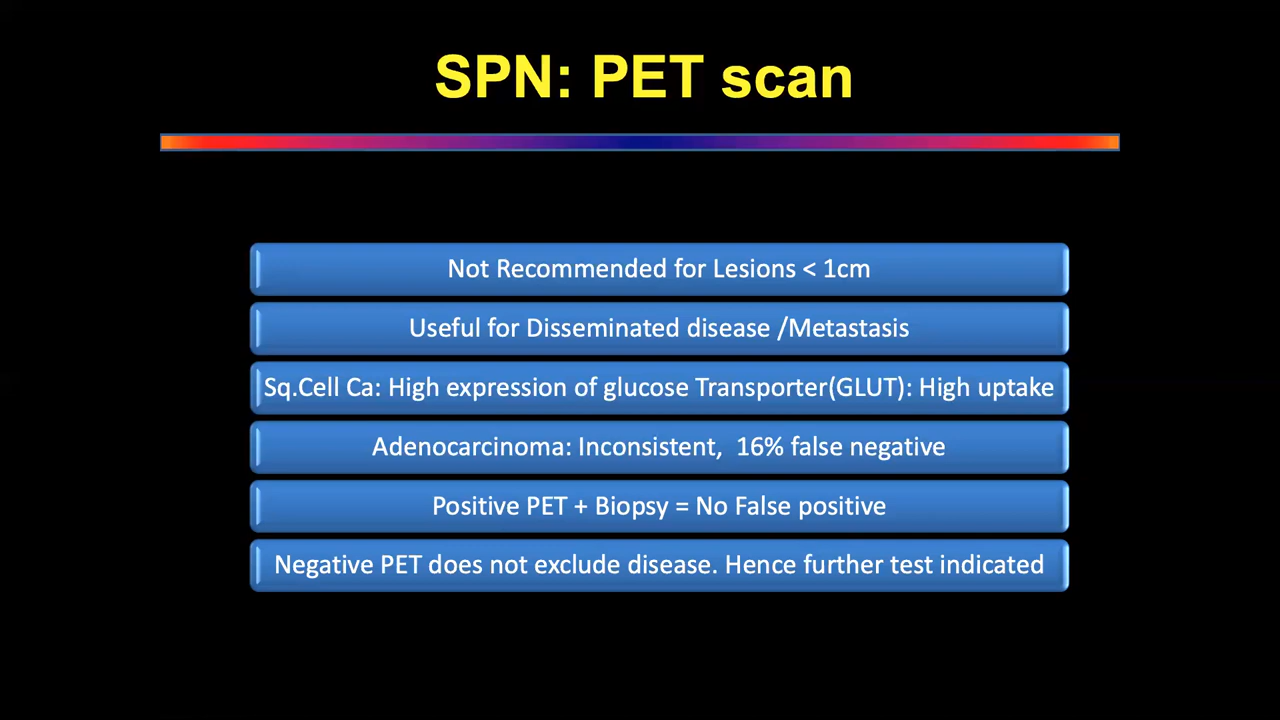 SPN: PET scan
Not Recommended for Lesions < 1cm
Useful for Disseminated disease /Metastasis
Sq.Cell Ca: High expression of glucose Transporter(GLUT): High uptake
Adenocarcinoma: Inconsistent,  16% false negative
Positive PET + Biopsy = No False positive
Negative PET does not exclude disease. Hence further test indicated